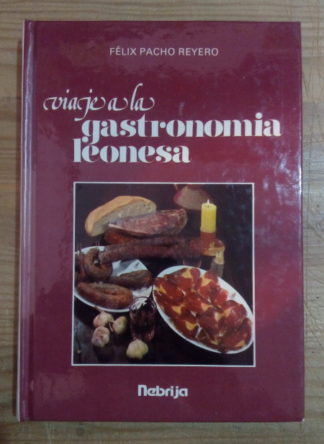 FÉLIX PACHO REYERO
viaje a la
gastronomia
leonesa
Nebrija